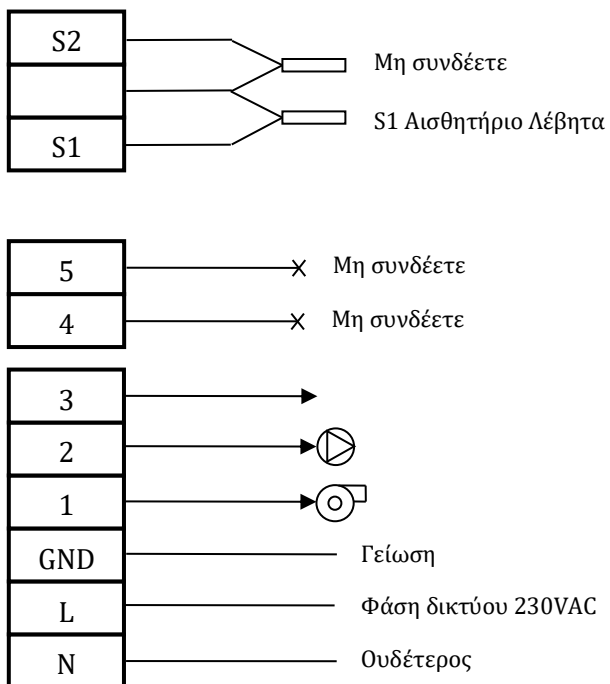 S2
Μη συνδέετε
S1 Αισθητήριο Λέβητα
S1
5 Μη συνδέετε
4 Μη συνδέετε
3
2
1
GND Γείωση
L Φάση δικτύου 230VAC
N Ουδέτερος